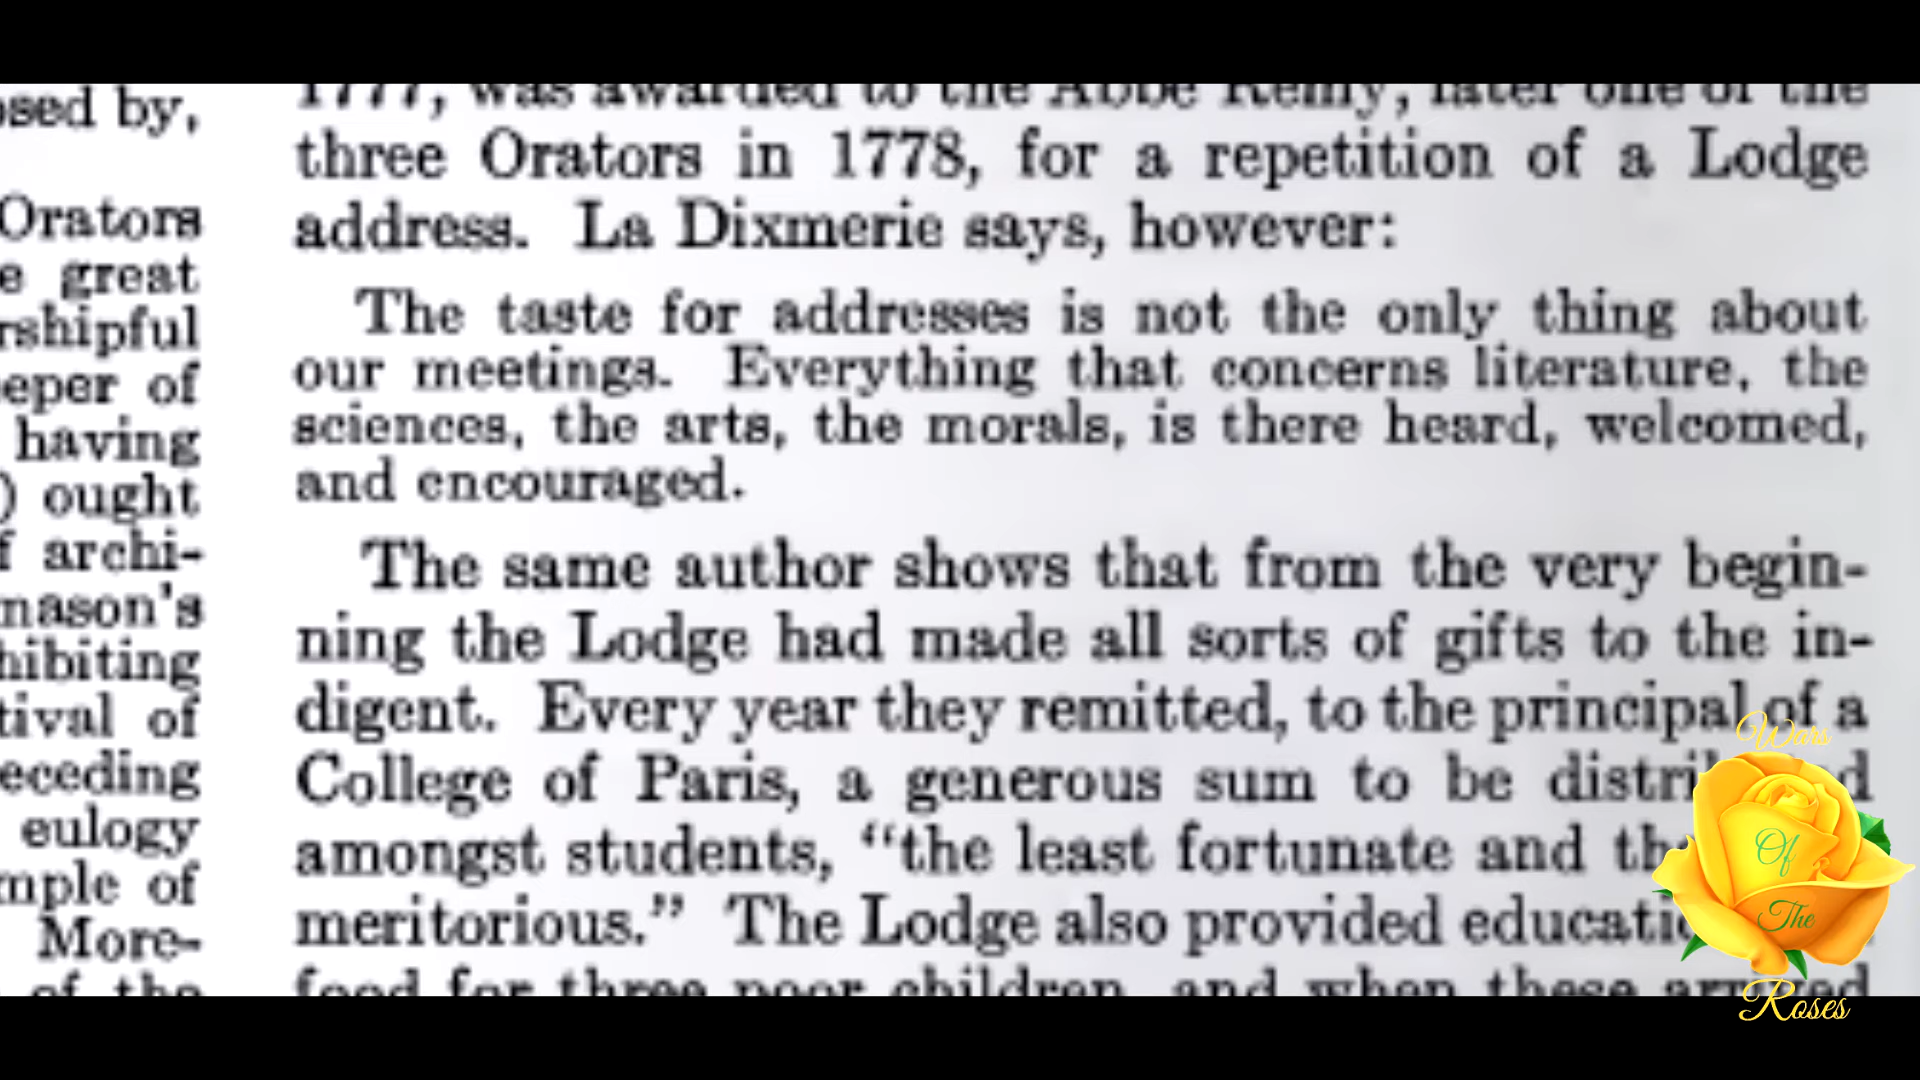 osed by,
Orators
e great
rshipful
eeper of
having
) ought
f archi-
mason's
hibiting
tival of
eceding
eulogy
mple of
More-
of the
1777, was awarded to the Abbe Remy, later one of the
three Orators in 1778, for a repetition of a Lodge
address. La Dixmerie says, however:
The taste for addresses is not the only thing about
our meetings. Everything that concerns literature, the
sciences, the arts, the morals, is there heard, welcomed,
and encouraged.
The same author shows that from the very begin-
ning the Lodge had made all sorts of gifts to the in-
digent. Every year they remitted, to the principal of a
College of Paris, a generous sum to be
amongst students, "the least fortunate and
meritorious." The Lodge also provided
food for three poor children, and when these
Wars
Of
The
Roses